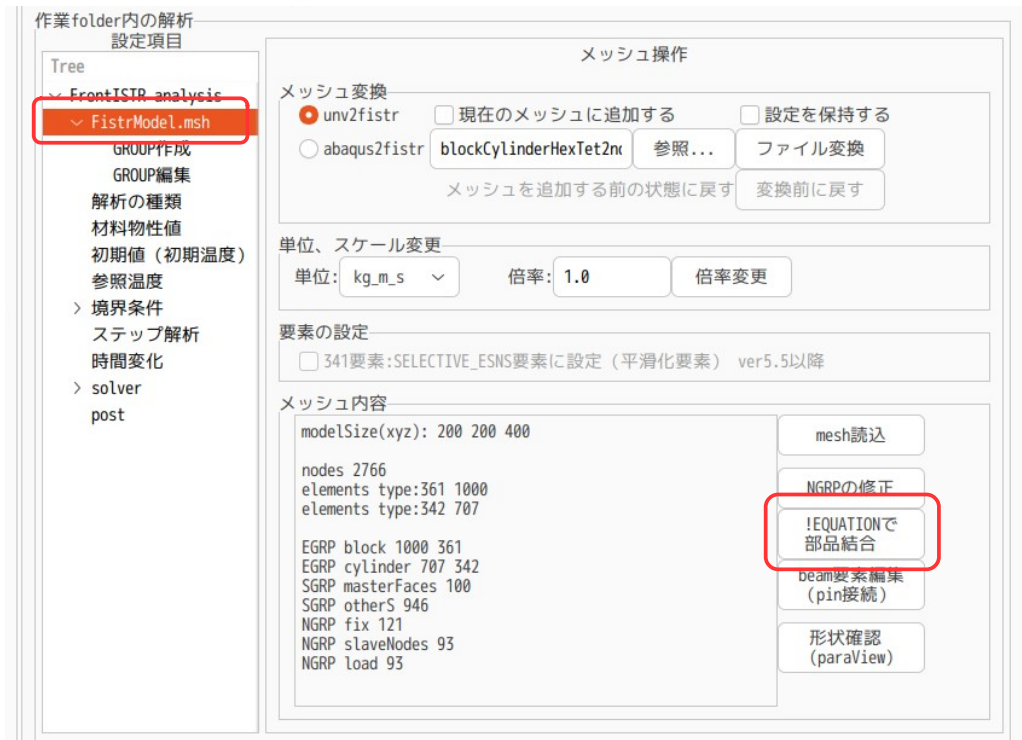 作業folder内の解析
設定項目
Tree
FrontISTR analysis
FistrModel.msh
GROUP作成
GROUP編集
解析の種類
材料物性値
初期値（初期温度）
参照温度
境界条件
ステップ解析
時間変化
solver
post
メッシュ操作
メッシュ変換
unv2fistr 現在のメッシュに追加する 設定を保持する
abaqus2fistr blockCylinderHexTet2nd 参照... ファイル変換
メッシュを追加する前の状態に戻す 変換前に戻す
単位、スケール変更
単位: kg_m_s 倍率: 1.0 倍率変更
要素の設定
341要素:SELECTIVE_ESNS要素に設定（平滑化要素） ver5.5以降
メッシュ内容
modelSize(xyz): 200 200 400
nodes 2766
elements type:361 1000
elements type:342 707
EGRP block 1000 361
EGRP cylinder 707 342
SGRP masterFaces 100
SGRP otherS 946
NGRP fix 121
NGRP slaveNodes 93
NGRP load 93
mesh読込
NGRPの修正
!EQUATIONで
部品結合
beam要素編集
(pin接続)
形状確認
(paraView)